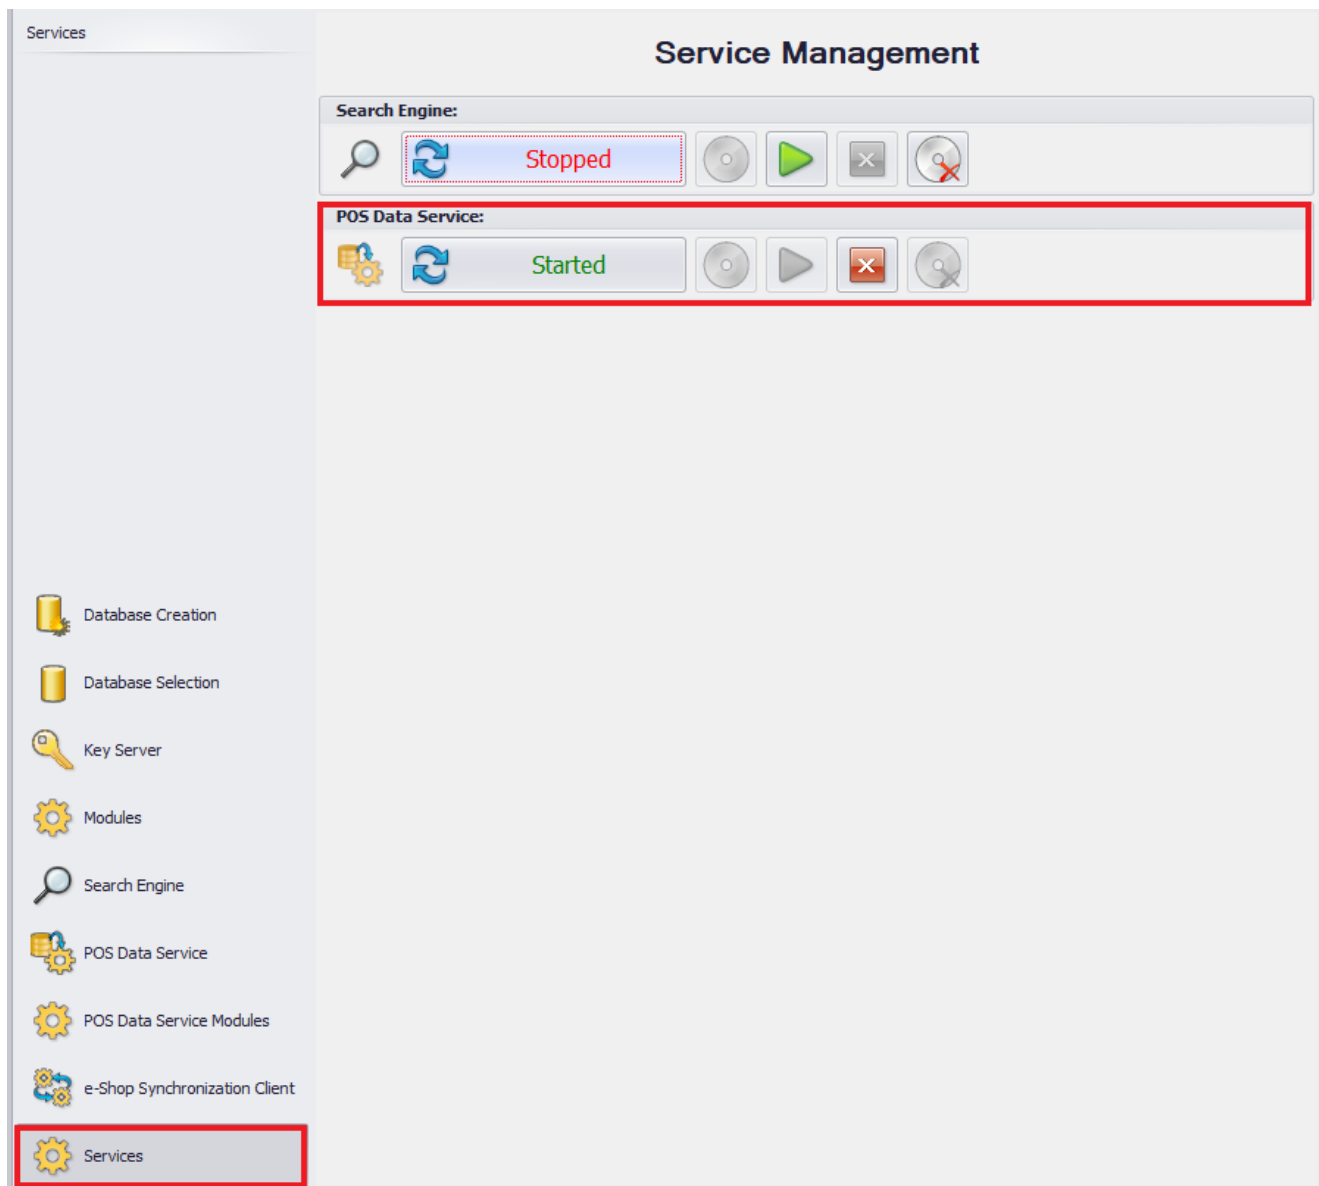 Services
Service Management
Search Engine:
Stopped
POS Data Service:
Started
Database Creation
Database Selection
Key Server
Modules
Search Engine
POS Data Service
POS Data Service Modules
e-Shop Synchronization Client
Services